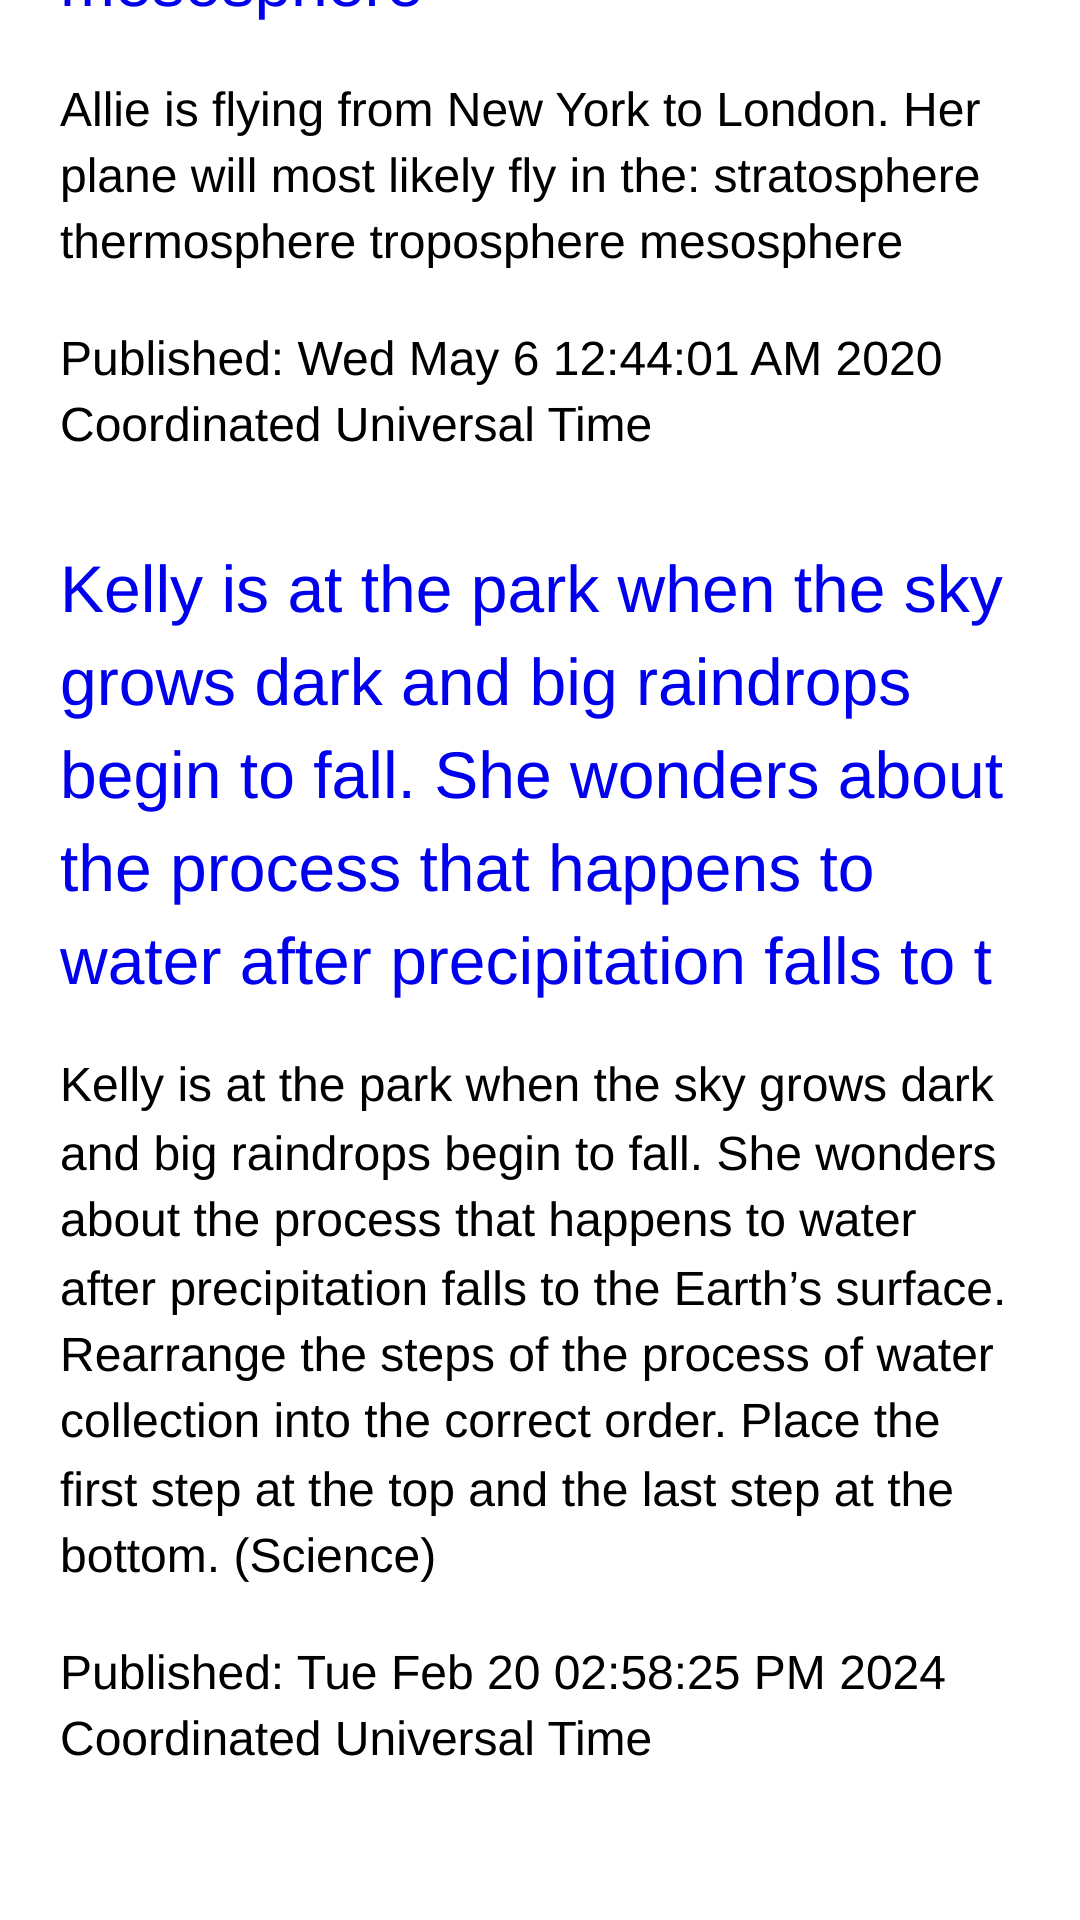 mesosphere
Allie is flying from New York to London. Her
plane will most likely fly in the: stratosphere
thermosphere troposphere mesosphere
Published: Wed May 6 12:44:01 AM 2020
Coordinated Universal Time
Kelly is at the park when the sky
grows dark and big raindrops
begin to fall. She wonders about
the process that happens to
water after precipitation falls to t
Kelly is at the park when the sky grows dark
and big raindrops begin to fall. She wonders
about the process that happens to water
after precipitation falls to the Earth’s surface.
Rearrange the steps of the process of water
collection into the correct order. Place the
first step at the top and the last step at the
bottom. (Science)
Published: Tue Feb 20 02:58:25 PM 2024
Coordinated Universal Time